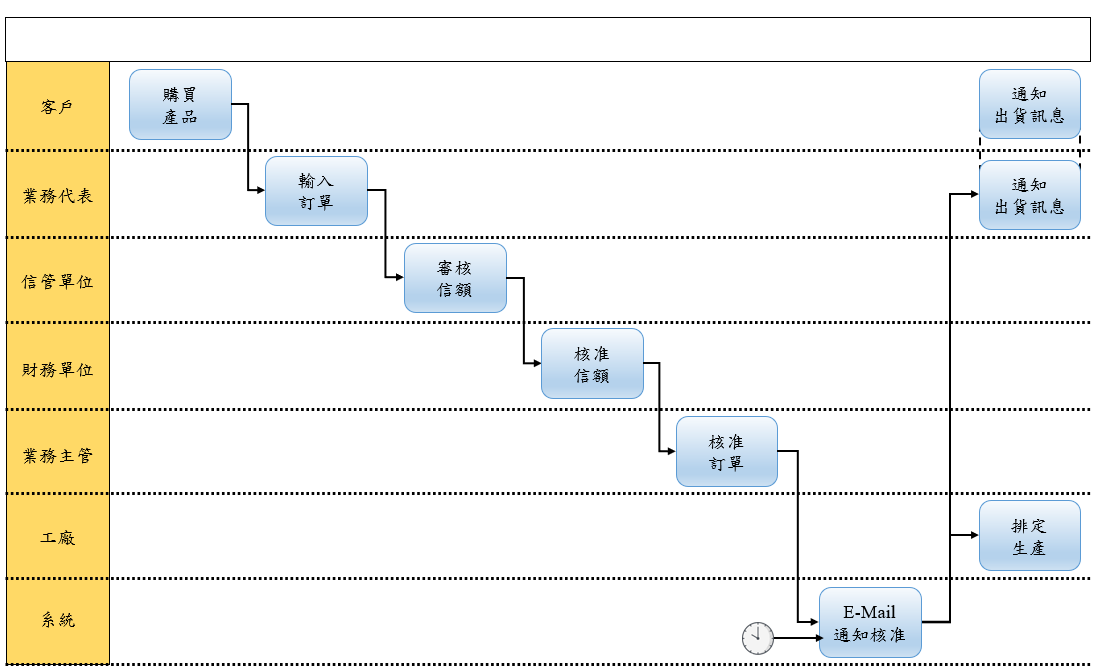 客戶
購買
產品
通知
出貨訊息
業務代表
輸入
訂單
通知
出貨訊息
信管單位
審核
信額
財務單位
核准
信額
業務主管
核准
訂單
工廠
排定
生產
系統
E-Mail
通知核准